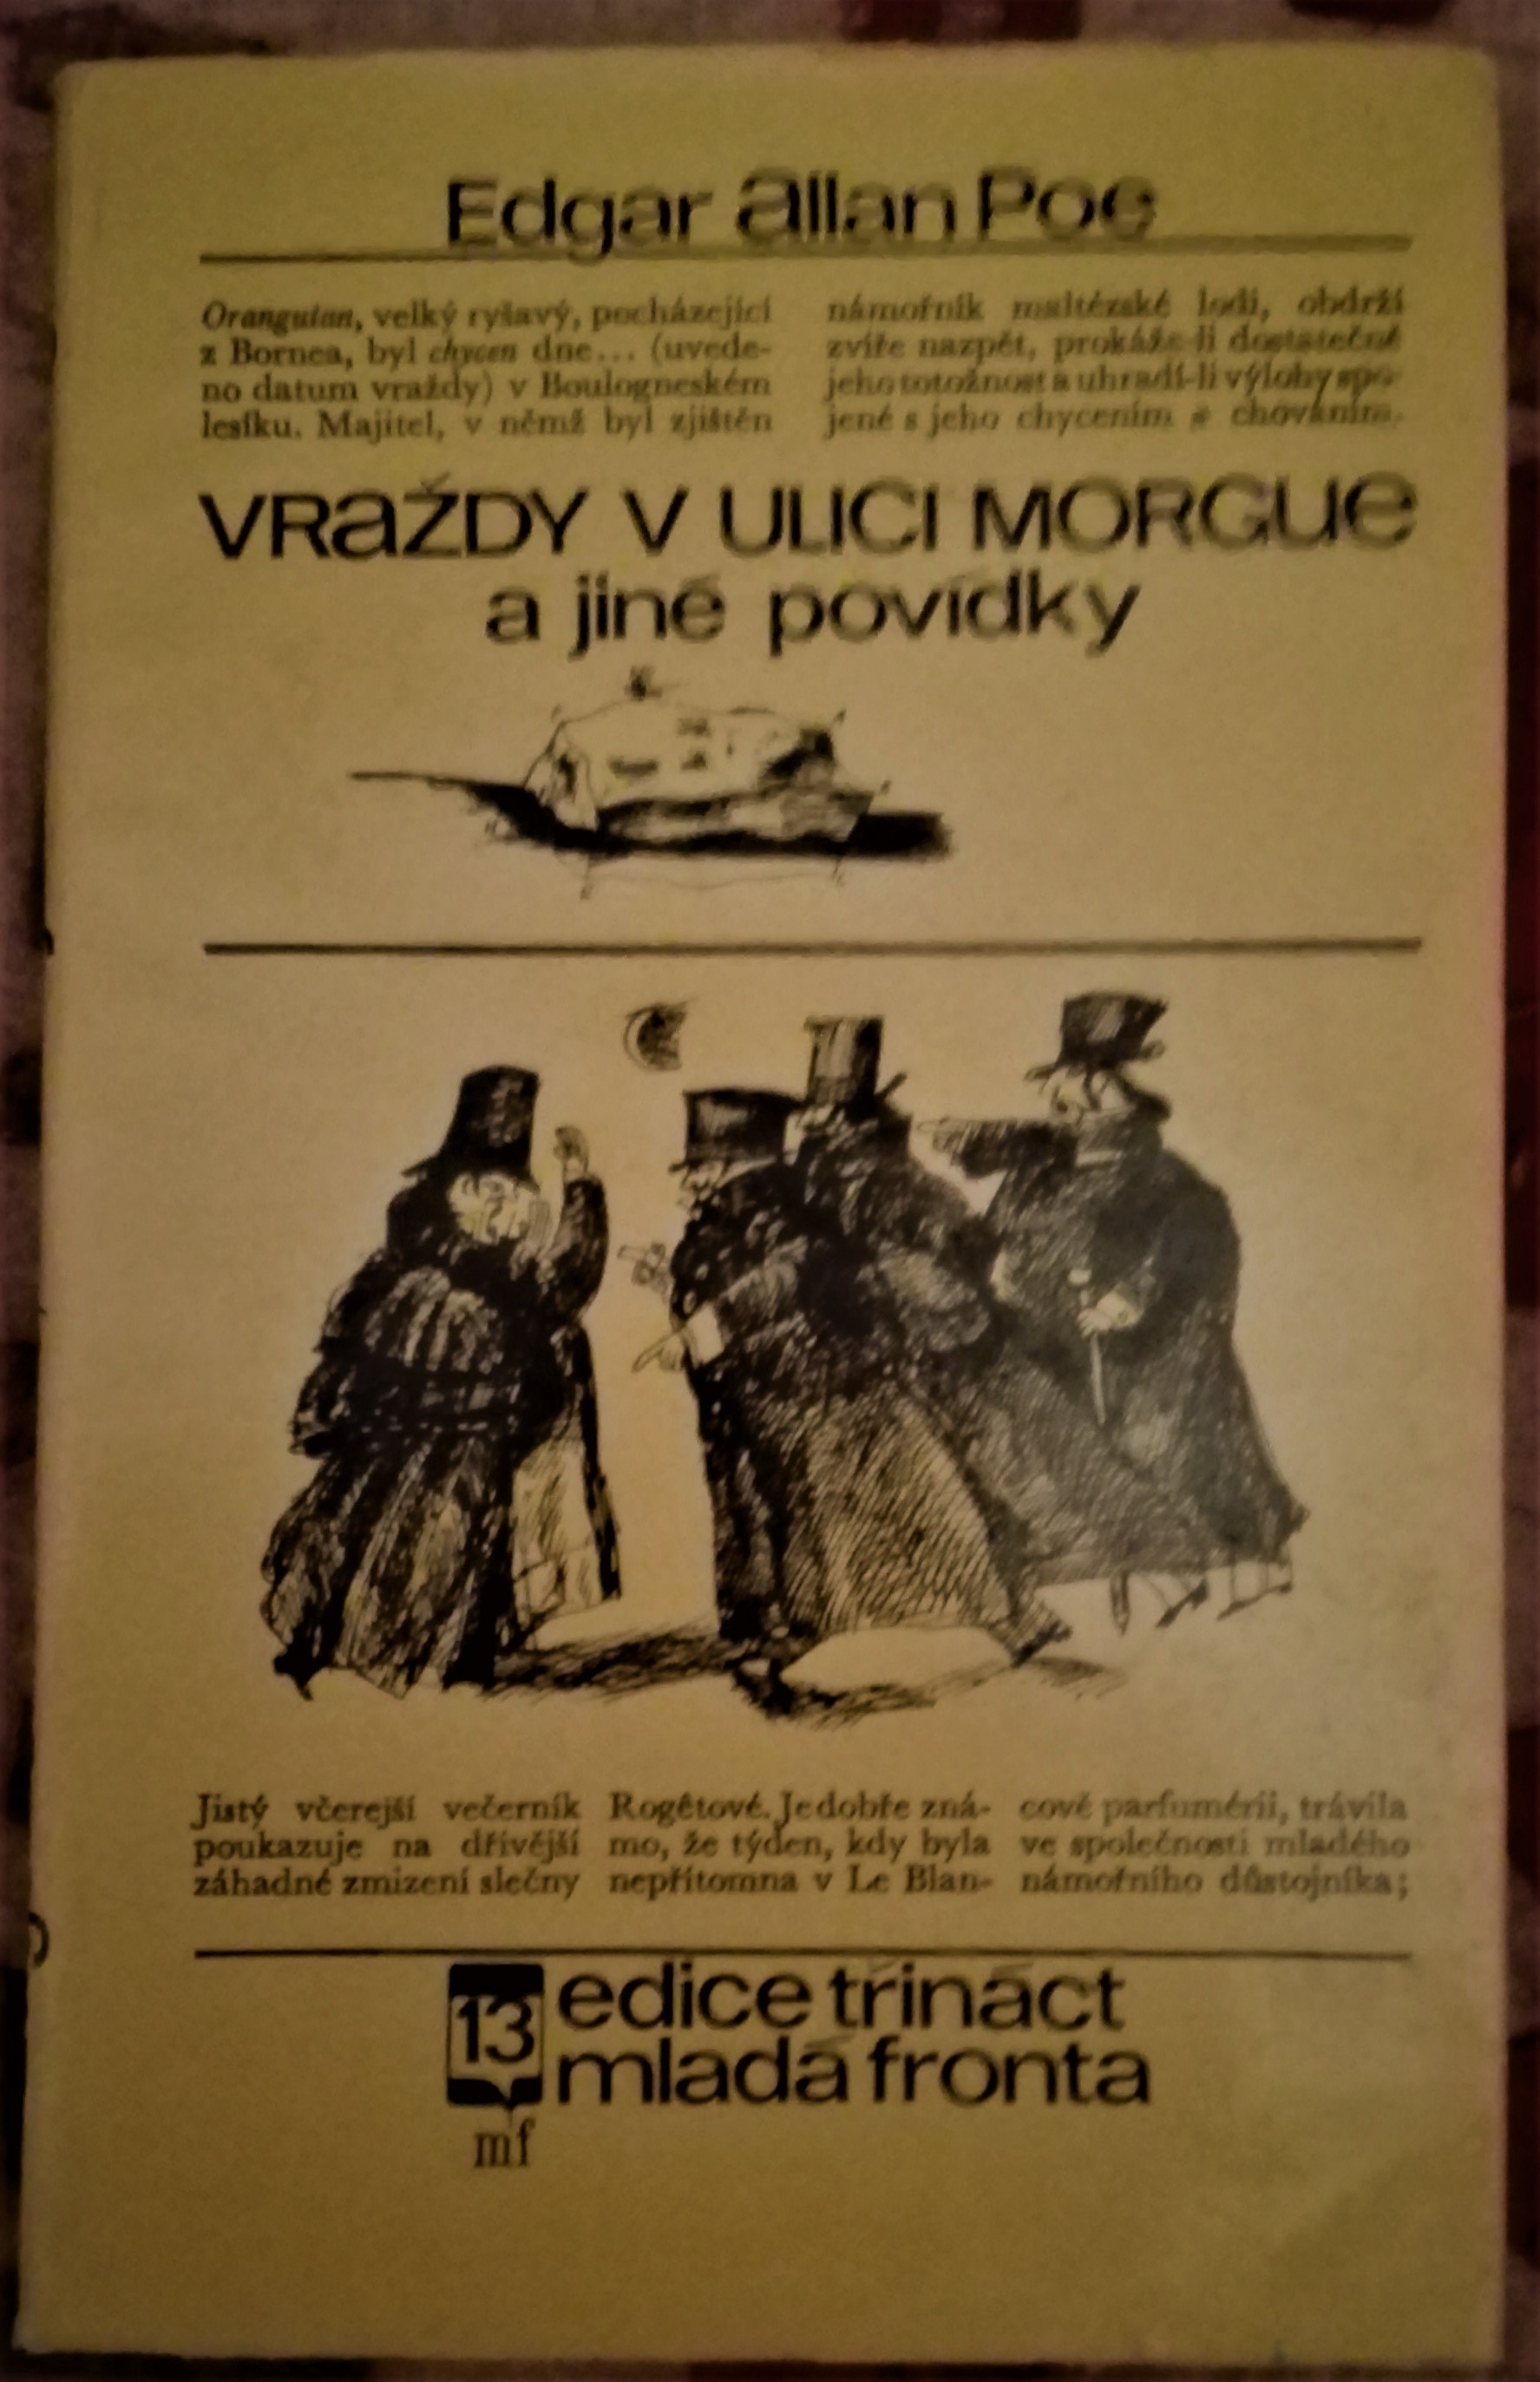 Edgar allan Poe
Orangutan, velký ryšavý, pocházející
z Bornea, byl chycen dne... (uvede-
no datum vraždy) v Boulogneském
lesíku. Majitel, v němž byl zjištěn
námořník maltézské lodi, obdrží
zvíře nazpět, prokáže-li dostatečně
jeho totožnost a uhradí-li výlohy spo-
jené s jeho chycením a chováním.
VRaŽDY V ULICI MORGUe
a jiné povídky
Jistý včerejší večerník
poukazuje na dřívější
záhadné zmizení slečny
Rogêtové. Je dobře zná-
mo, že týden, kdy byla
nepřítomna v Le Blan-
cově parfumérii, trávila
ve společnosti mladého
námořního důstojníka;
13
edice třináct
mladá fronta
mf